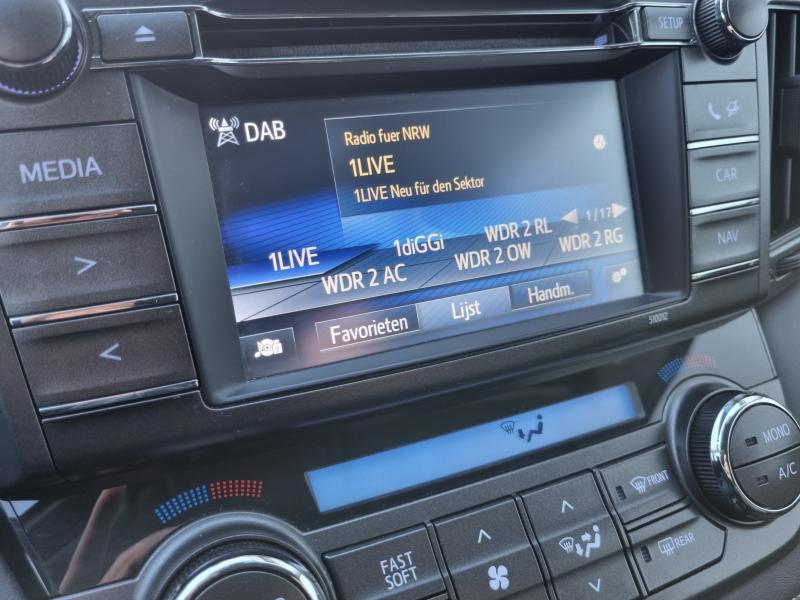 SETUP
DAB
Radio fuer NRW
1LIVE
1LIVE Neu für den Sektor
1/17
1LIVE 1diGGi WDR 2 RL
WDR 2 AC WDR 2 OW WDR 2 RG
Favorieten Lijst Handm.
MEDIA
>
<
CAR
NAV
510012
MONO
A/C
FAST
SOFT
FRONT
REAR